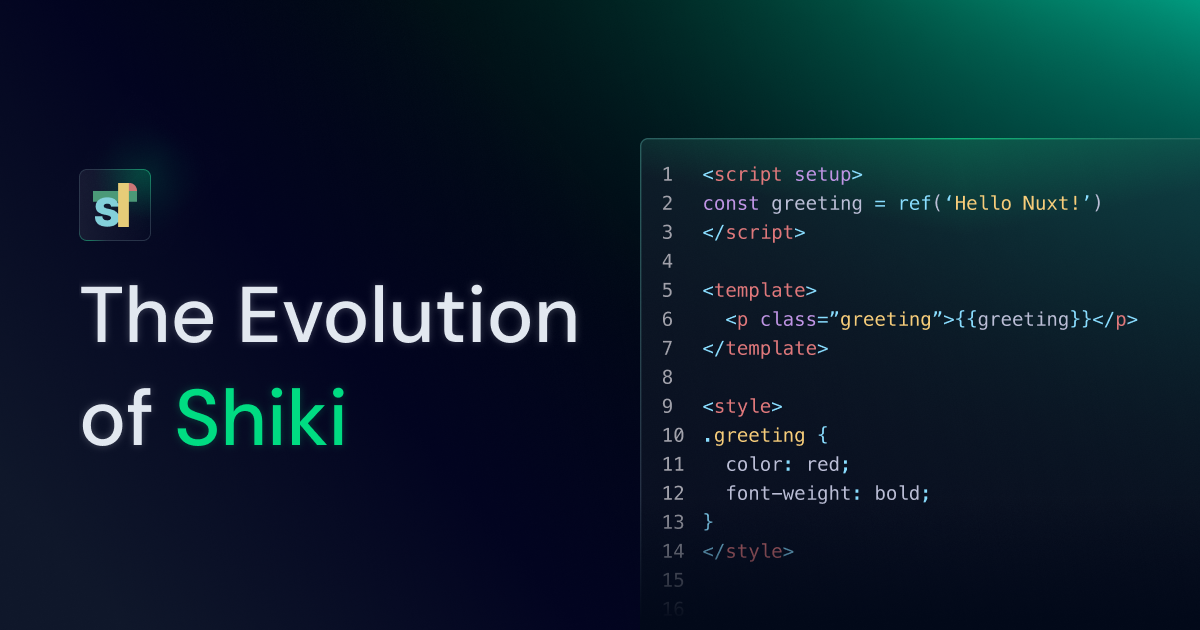 s
The Evolution
of Shiki
1 <script setup>
2 const greeting = ref(‘Hello Nuxt!’)
3 </script>
4
5 <template>
6   <p class=”greeting”>{{greeting}}</p>
7 </template>
8
9 <style>
10 .greeting {
11   color: red;
12   font-weight: bold;
13 }
14 </style>
15
16